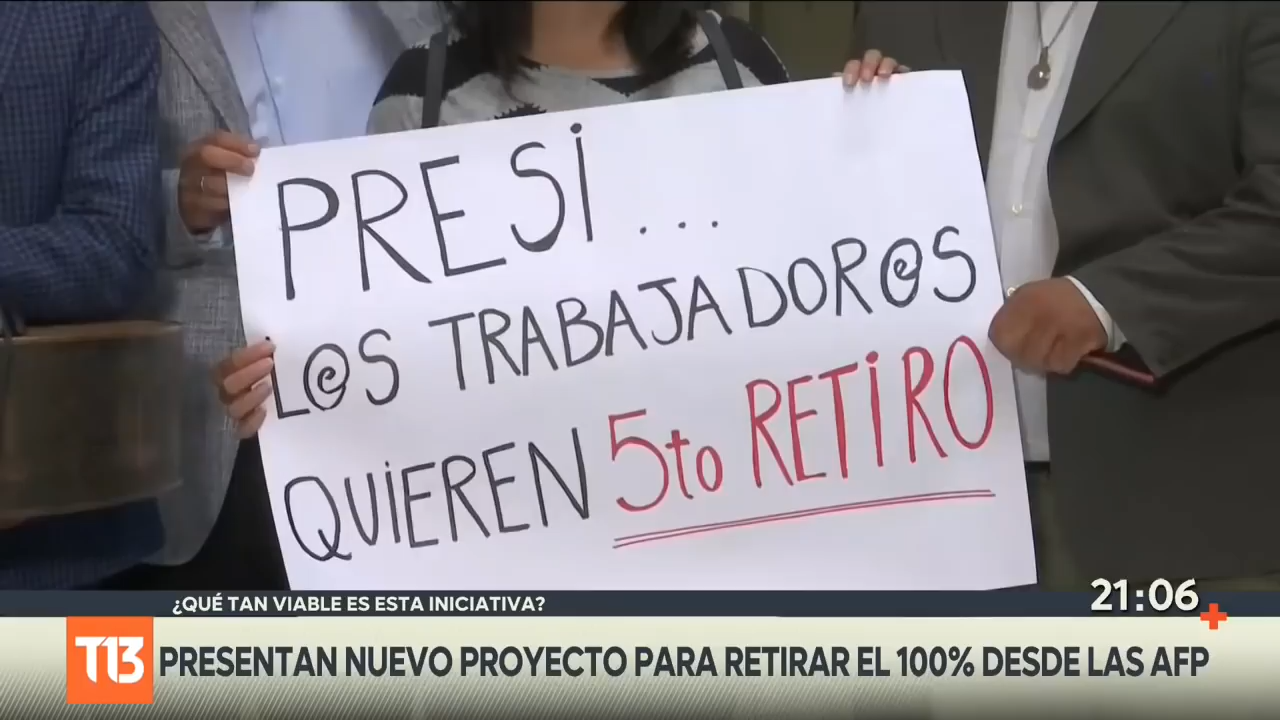 PRESI...
L@S TRABAJADOR@S
QUIEREN 5to RETIRO
¿QUÉ TAN VIABLE ES ESTA INICIATIVA?
21:06
T13
PRESENTAN NUEVO PROYECTO PARA RETIRAR EL 100% DESDE LAS AFP